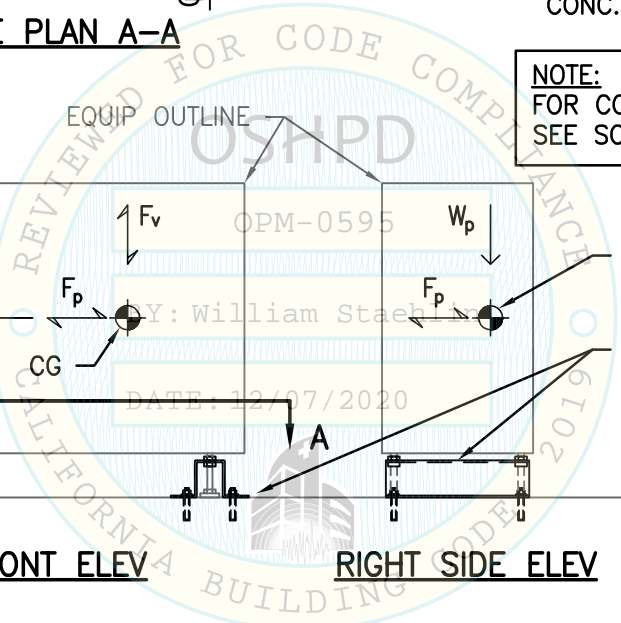 E PLAN A-A
CONC.
NOTE:
FOR CO
SEE SC
EQUIP OUTLINE
REVIEWED FOR CODE COMPLIANCE
OSHPD
OPM-0595
BY: William Staehlin
DATE: 12/07/2020
CALIFORNIA BUILDING CODE 2019
Fv
Wp
Fp
Fp
CG
A
ONT ELEV
RIGHT SIDE ELEV